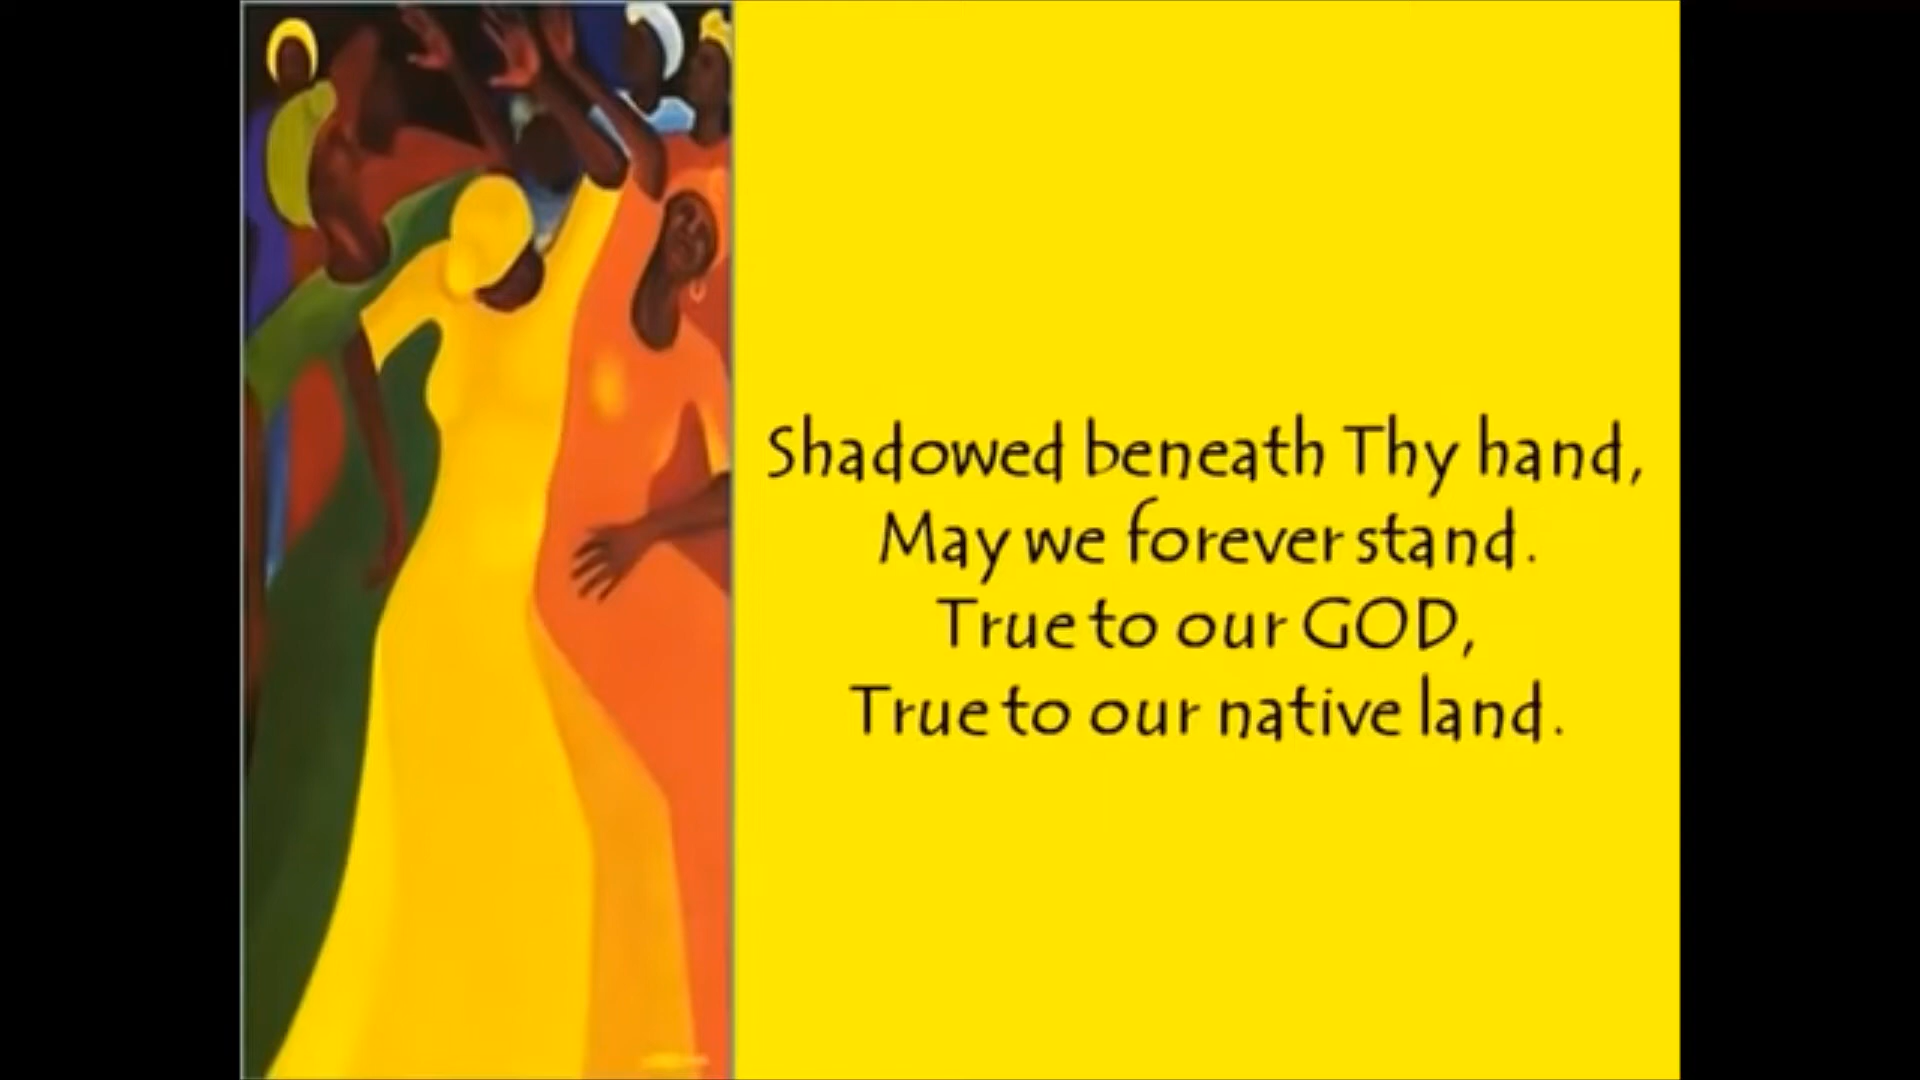 Shadowed beneath Thy hand,
May we forever stand.
True to our GOD,
True to our native land.